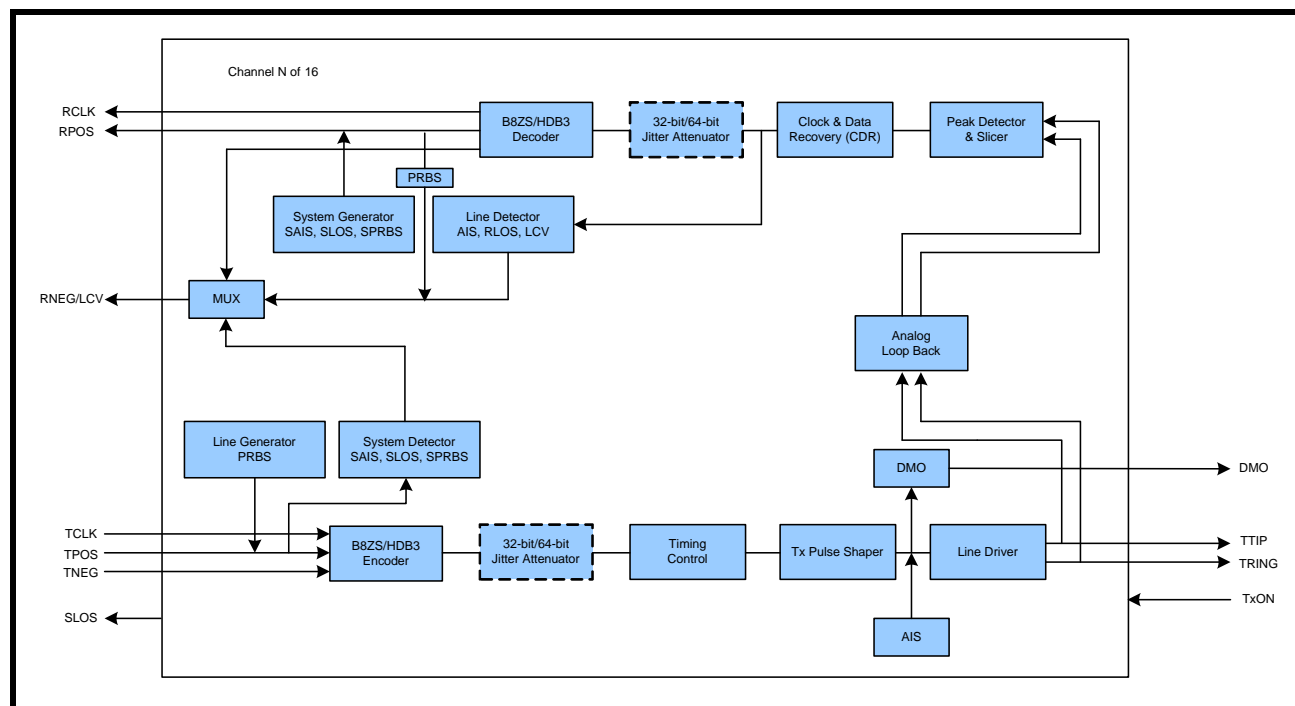 Channel N of 16
RCLK
RPOS
B8ZS/HDB3
Decoder
32-bit/64-bit
Jitter Attenuator
Clock & Data
Recovery (CDR)
Peak Detector
& Slicer
PRBS
System Generator
SAIS, SLOS, SPRBS
Line Detector
AIS, RLOS, LCV
RNEG/LCV
MUX
Analog
Loop Back
Line Generator
PRBS
System Detector
SAIS, SLOS, SPRBS
DMO
DMO
TCLK
TPOS
TNEG
B8ZS/HDB3
Encoder
32-bit/64-bit
Jitter Attenuator
Timing
Control
Tx Pulse Shaper
Line Driver
TTIP
TRING
TxON
SLOS
AIS